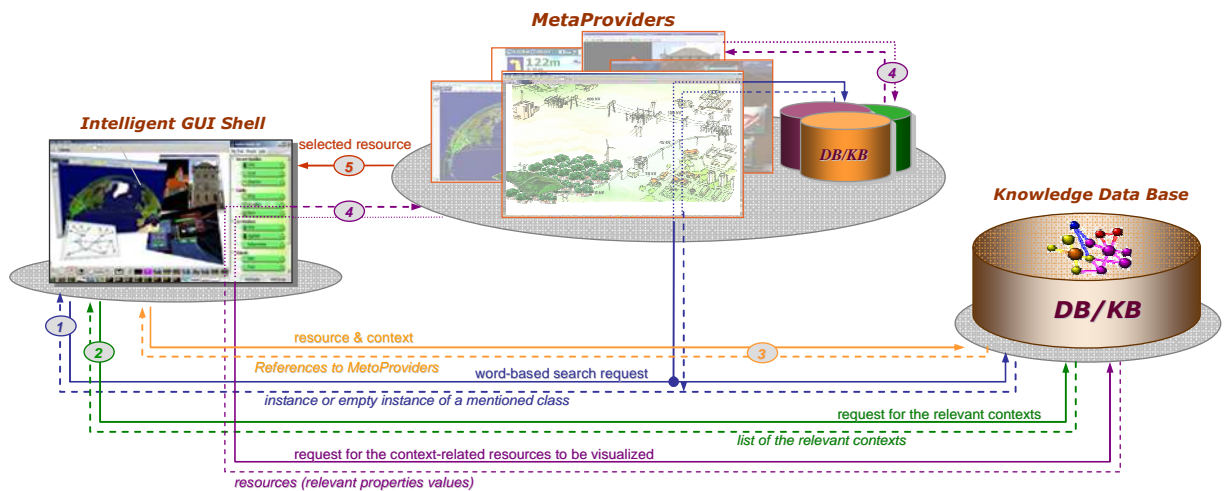 MetaProviders
122m
Intelligent GUI Shell
selected resource
5
4
4
DB/KB
Knowledge Data Base
DB/KB
1
2
resource & context
3
References to MetoProviders
word-based search request
instance or empty instance of a mentioned class
request for the relevant contexts
list of the relevant contexts
request for the context-related resources to be visualized
resources (relevant properties values)